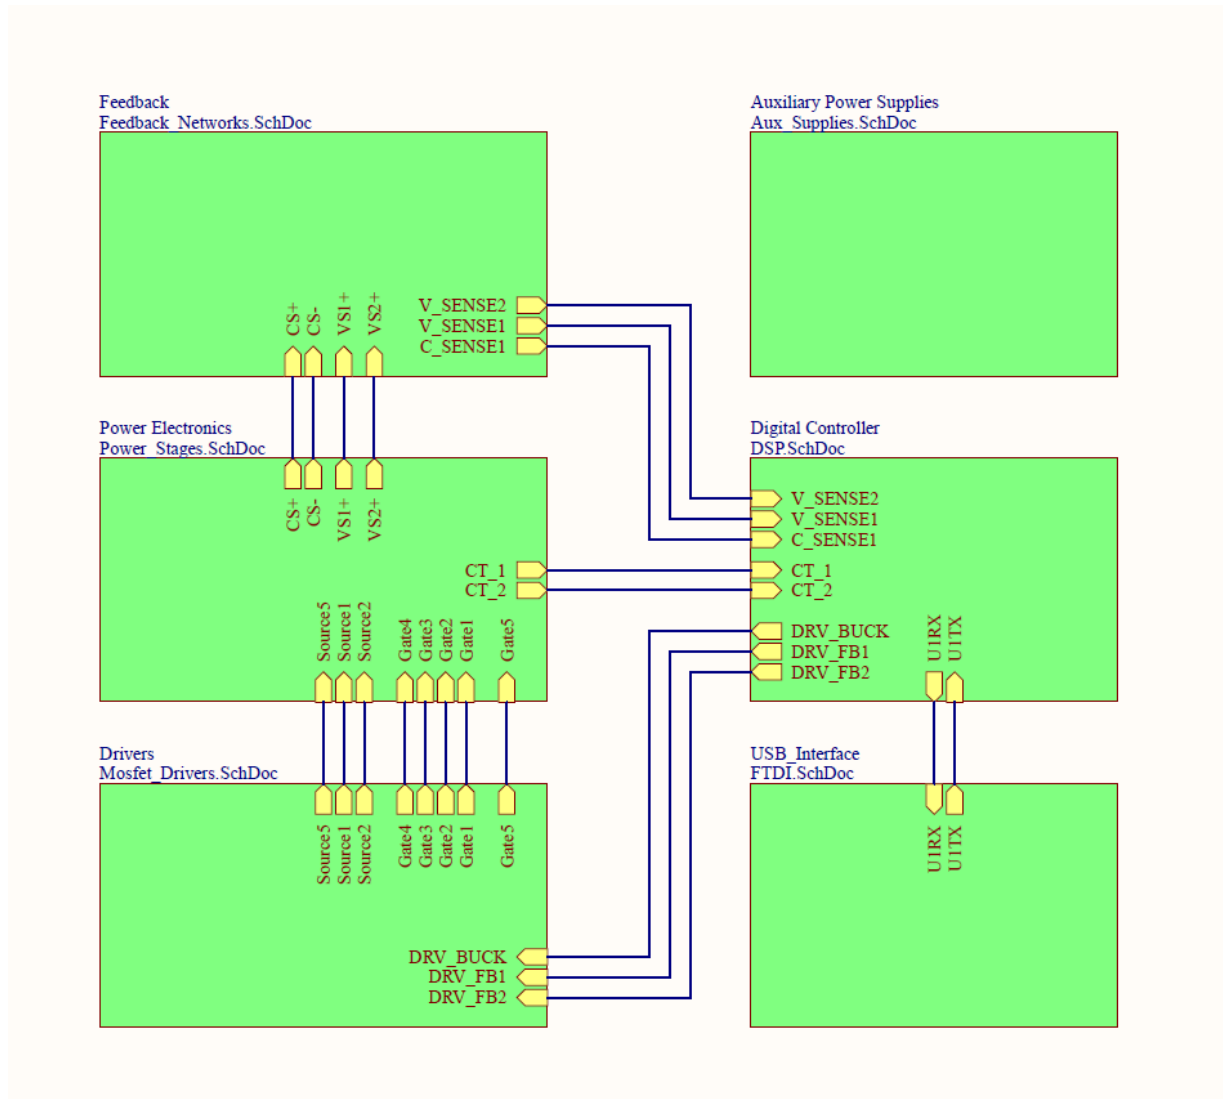 Feedback
Feedback_Networks.SchDoc
CS+
CS-
VS1+
VS2+
V_SENSE2
V_SENSE1
C_SENSE1
Auxiliary Power Supplies
Aux_Supplies.SchDoc
Power Electronics
Power_Stages.SchDoc
CS+
CS-
VS1+
VS2+
CT_1
CT_2
Source5
Source1
Source2
Gate4
Gate3
Gate2
Gate1
Gate5
Digital Controller
DSP.SchDoc
V_SENSE2
V_SENSE1
C_SENSE1
CT_1
CT_2
DRV_BUCK
DRV_FB1
DRV_FB2
U1RX
U1TX
Drivers
Mosfet_Drivers.SchDoc
Source5
Source1
Source2
Gate4
Gate3
Gate2
Gate1
Gate5
DRV_BUCK
DRV_FB1
DRV_FB2
USB_Interface
FTDI.SchDoc
U1RX
U1TX